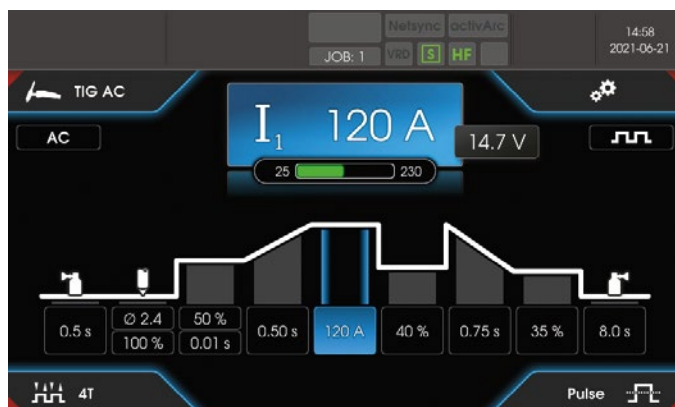 Netsync activArc
JOB: 1 VRD S HF
14:58
2021-06-21
TIG AC
AC
I1 120 A
14.7 V
25 230
0.5 s
Ø 2.4
100 %
50 %
0.01 s
0.50 s
120 A
40 %
0.75 s
35 %
8.0 s
4T
Pulse